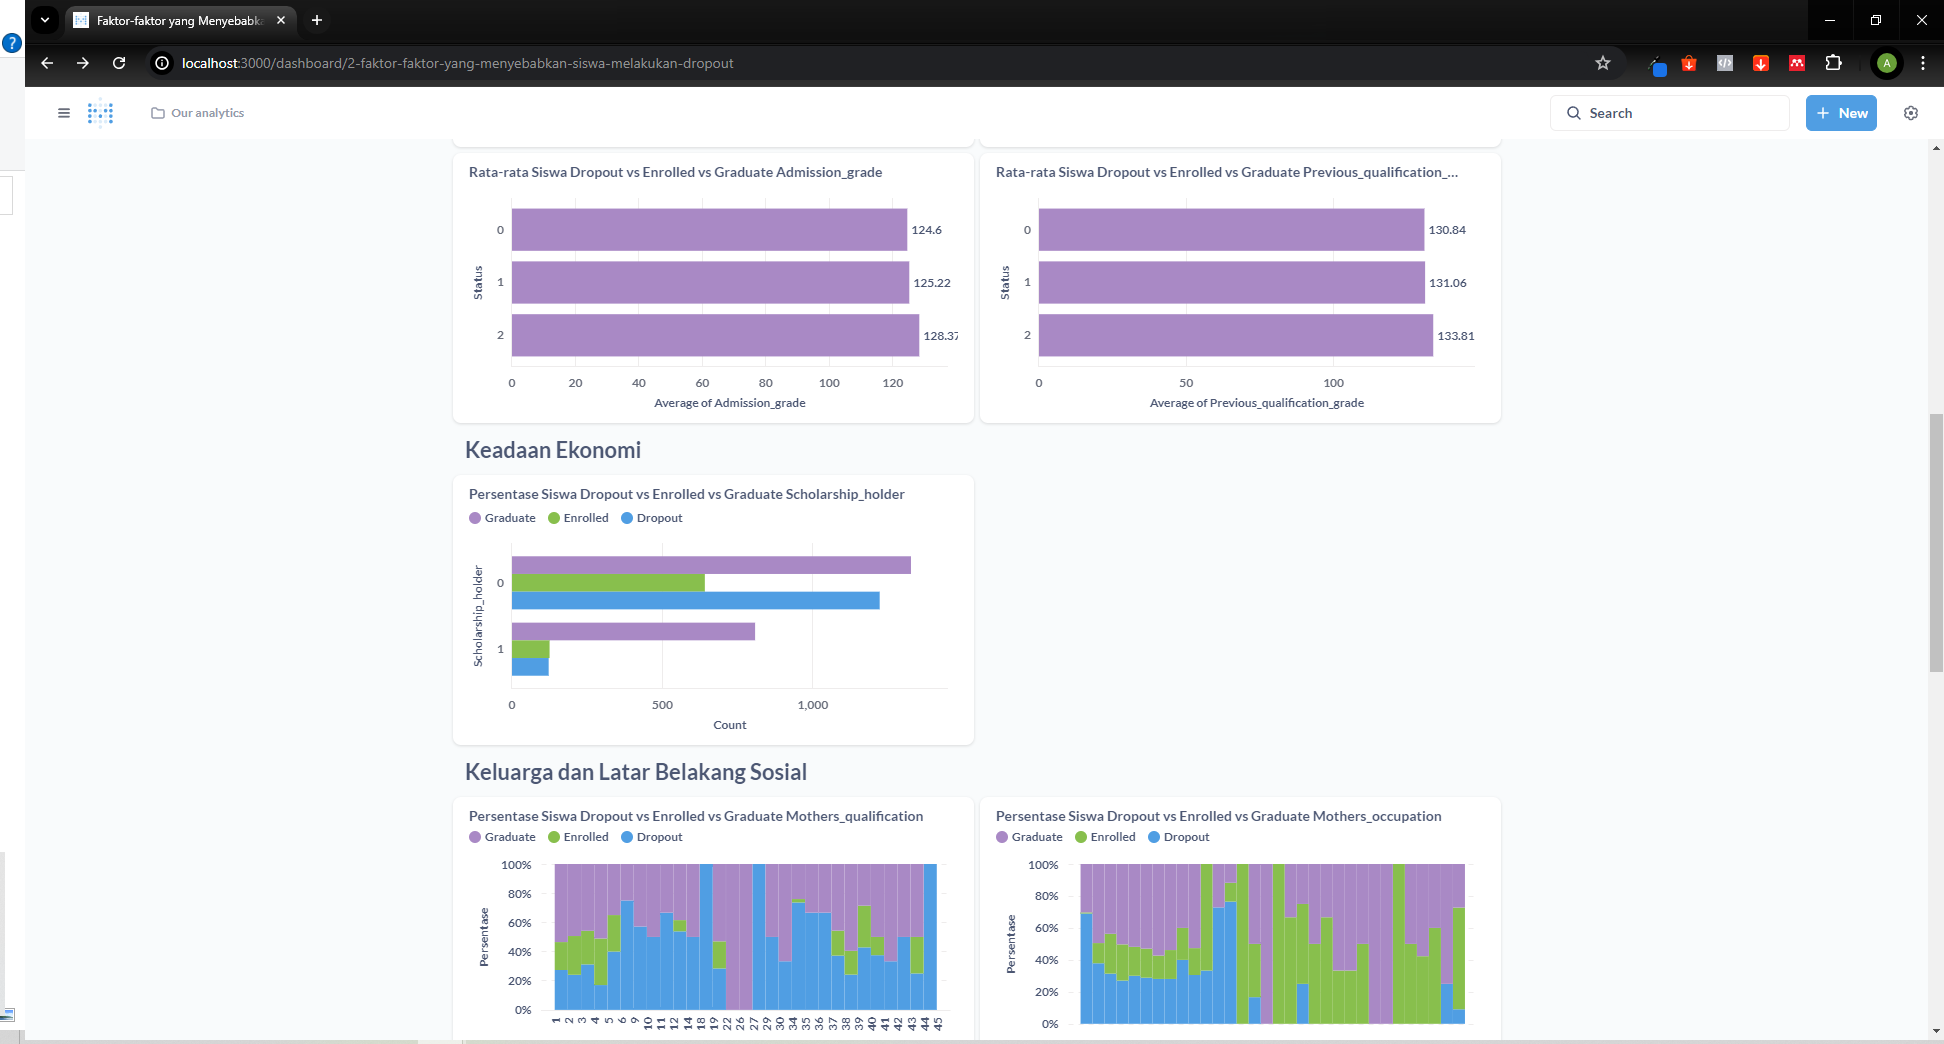 Faktor-faktor yang Menyebabk
localhost:3000/dashboard/2-faktor-faktor-yang-menyebabkan-siswa-melakukan-dropout
A
?
Our analytics
Search
New
Rata-rata Siswa Dropout vs Enrolled vs Graduate Admission_grade
Status
0
124.6
1
125.22
2
128.37
0 20 40 60 80 100 120
Average of Admission_grade
Rata-rata Siswa Dropout vs Enrolled vs Graduate Previous_qualification_...
Status
0
130.84
1
131.06
2
133.81
0 50 100
Average of Previous_qualification_grade
Keadaan Ekonomi
Persentase Siswa Dropout vs Enrolled vs Graduate Scholarship_holder
Graduate Enrolled Dropout
Scholarship_holder
0
1
0 500 1,000
Count
Keluarga dan Latar Belakang Sosial
Persentase Siswa Dropout vs Enrolled vs Graduate Mothers_qualification
Graduate Enrolled Dropout
Persentase
100%
80%
60%
40%
20%
0%
1 2 3 4 5 6 9 10 11 12 14 18 19 22 26 27 29 30 34 35 36 37 38 39 40 41 42 43 44 45
Persentase Siswa Dropout vs Enrolled vs Graduate Mothers_occupation
Graduate Enrolled Dropout
Persentase
100%
80%
60%
40%
20%
0%